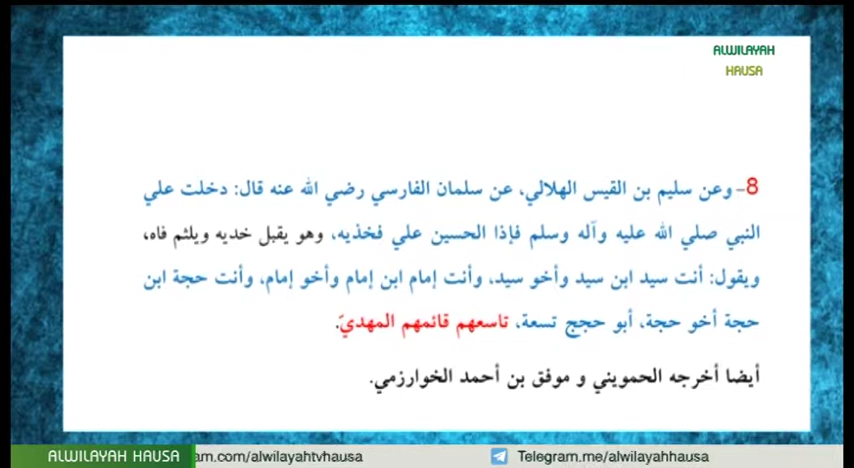 ALWILAYAH
HAUSA
8- وعن سليم بن القيس الهلالي، عن سلمان الفارسي رضي الله عنه قال: دخلت علي
النبي صلي الله عليه وآله وسلم فإذا الحسين علي فخذيه، وهو يقبل خديه ويلثم فاه،
ويقول: أنت سيد ابن سيد وأخو سيد، وأنت إمام ابن إمام وأخو إمام، وأنت حجة ابن
حجة أخو حجة، أبو حجج تسعة، تاسعهم قائمهم المهديّ.
أيضا أخرجه الحمويني و موفق بن أحمد الخوارزمي.
ALWILAYAH HAUSA am.com/alwilayahtvhausa Telegram.me/alwilayahhausa